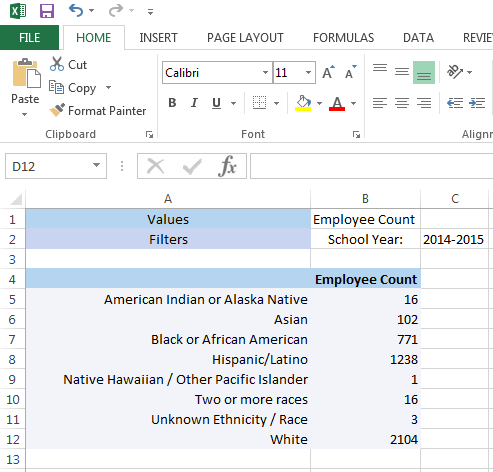 FILE HOME INSERT PAGE LAYOUT FORMULAS DATA REVIE
Cut
Copy
Format Painter
Paste
Clipboard
Calibri 11 A A
B I U A
Font
Alignr
D12 fx
A B C
1 Values Employee Count
2 Filters School Year: 2014-2015
3
4 Employee Count
5 American Indian or Alaska Native 16
6 Asian 102
7 Black or African American 771
8 Hispanic/Latino 1238
9 Native Hawaiian / Other Pacific Islander 1
10 Two or more races 16
11 Unknown Ethnicity / Race 3
12 White 2104
13